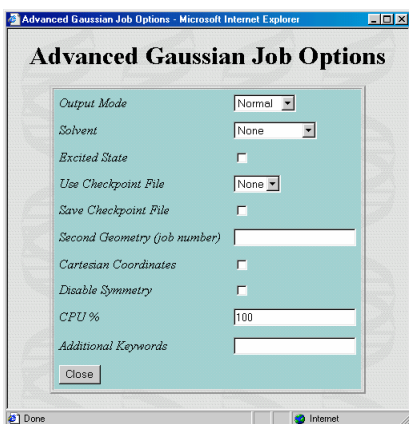 Advanced Gaussian Job Options - Microsoft Internet Explorer
Advanced Gaussian Job Options
Output Mode Normal
Solvent None
Excited State
Use Checkpoint File None
Save Checkpoint File
Second Geometry (job number)
Cartesian Coordinates
Disable Symmetry
CPU % 100
Additional Keywords
Close
Done Internet